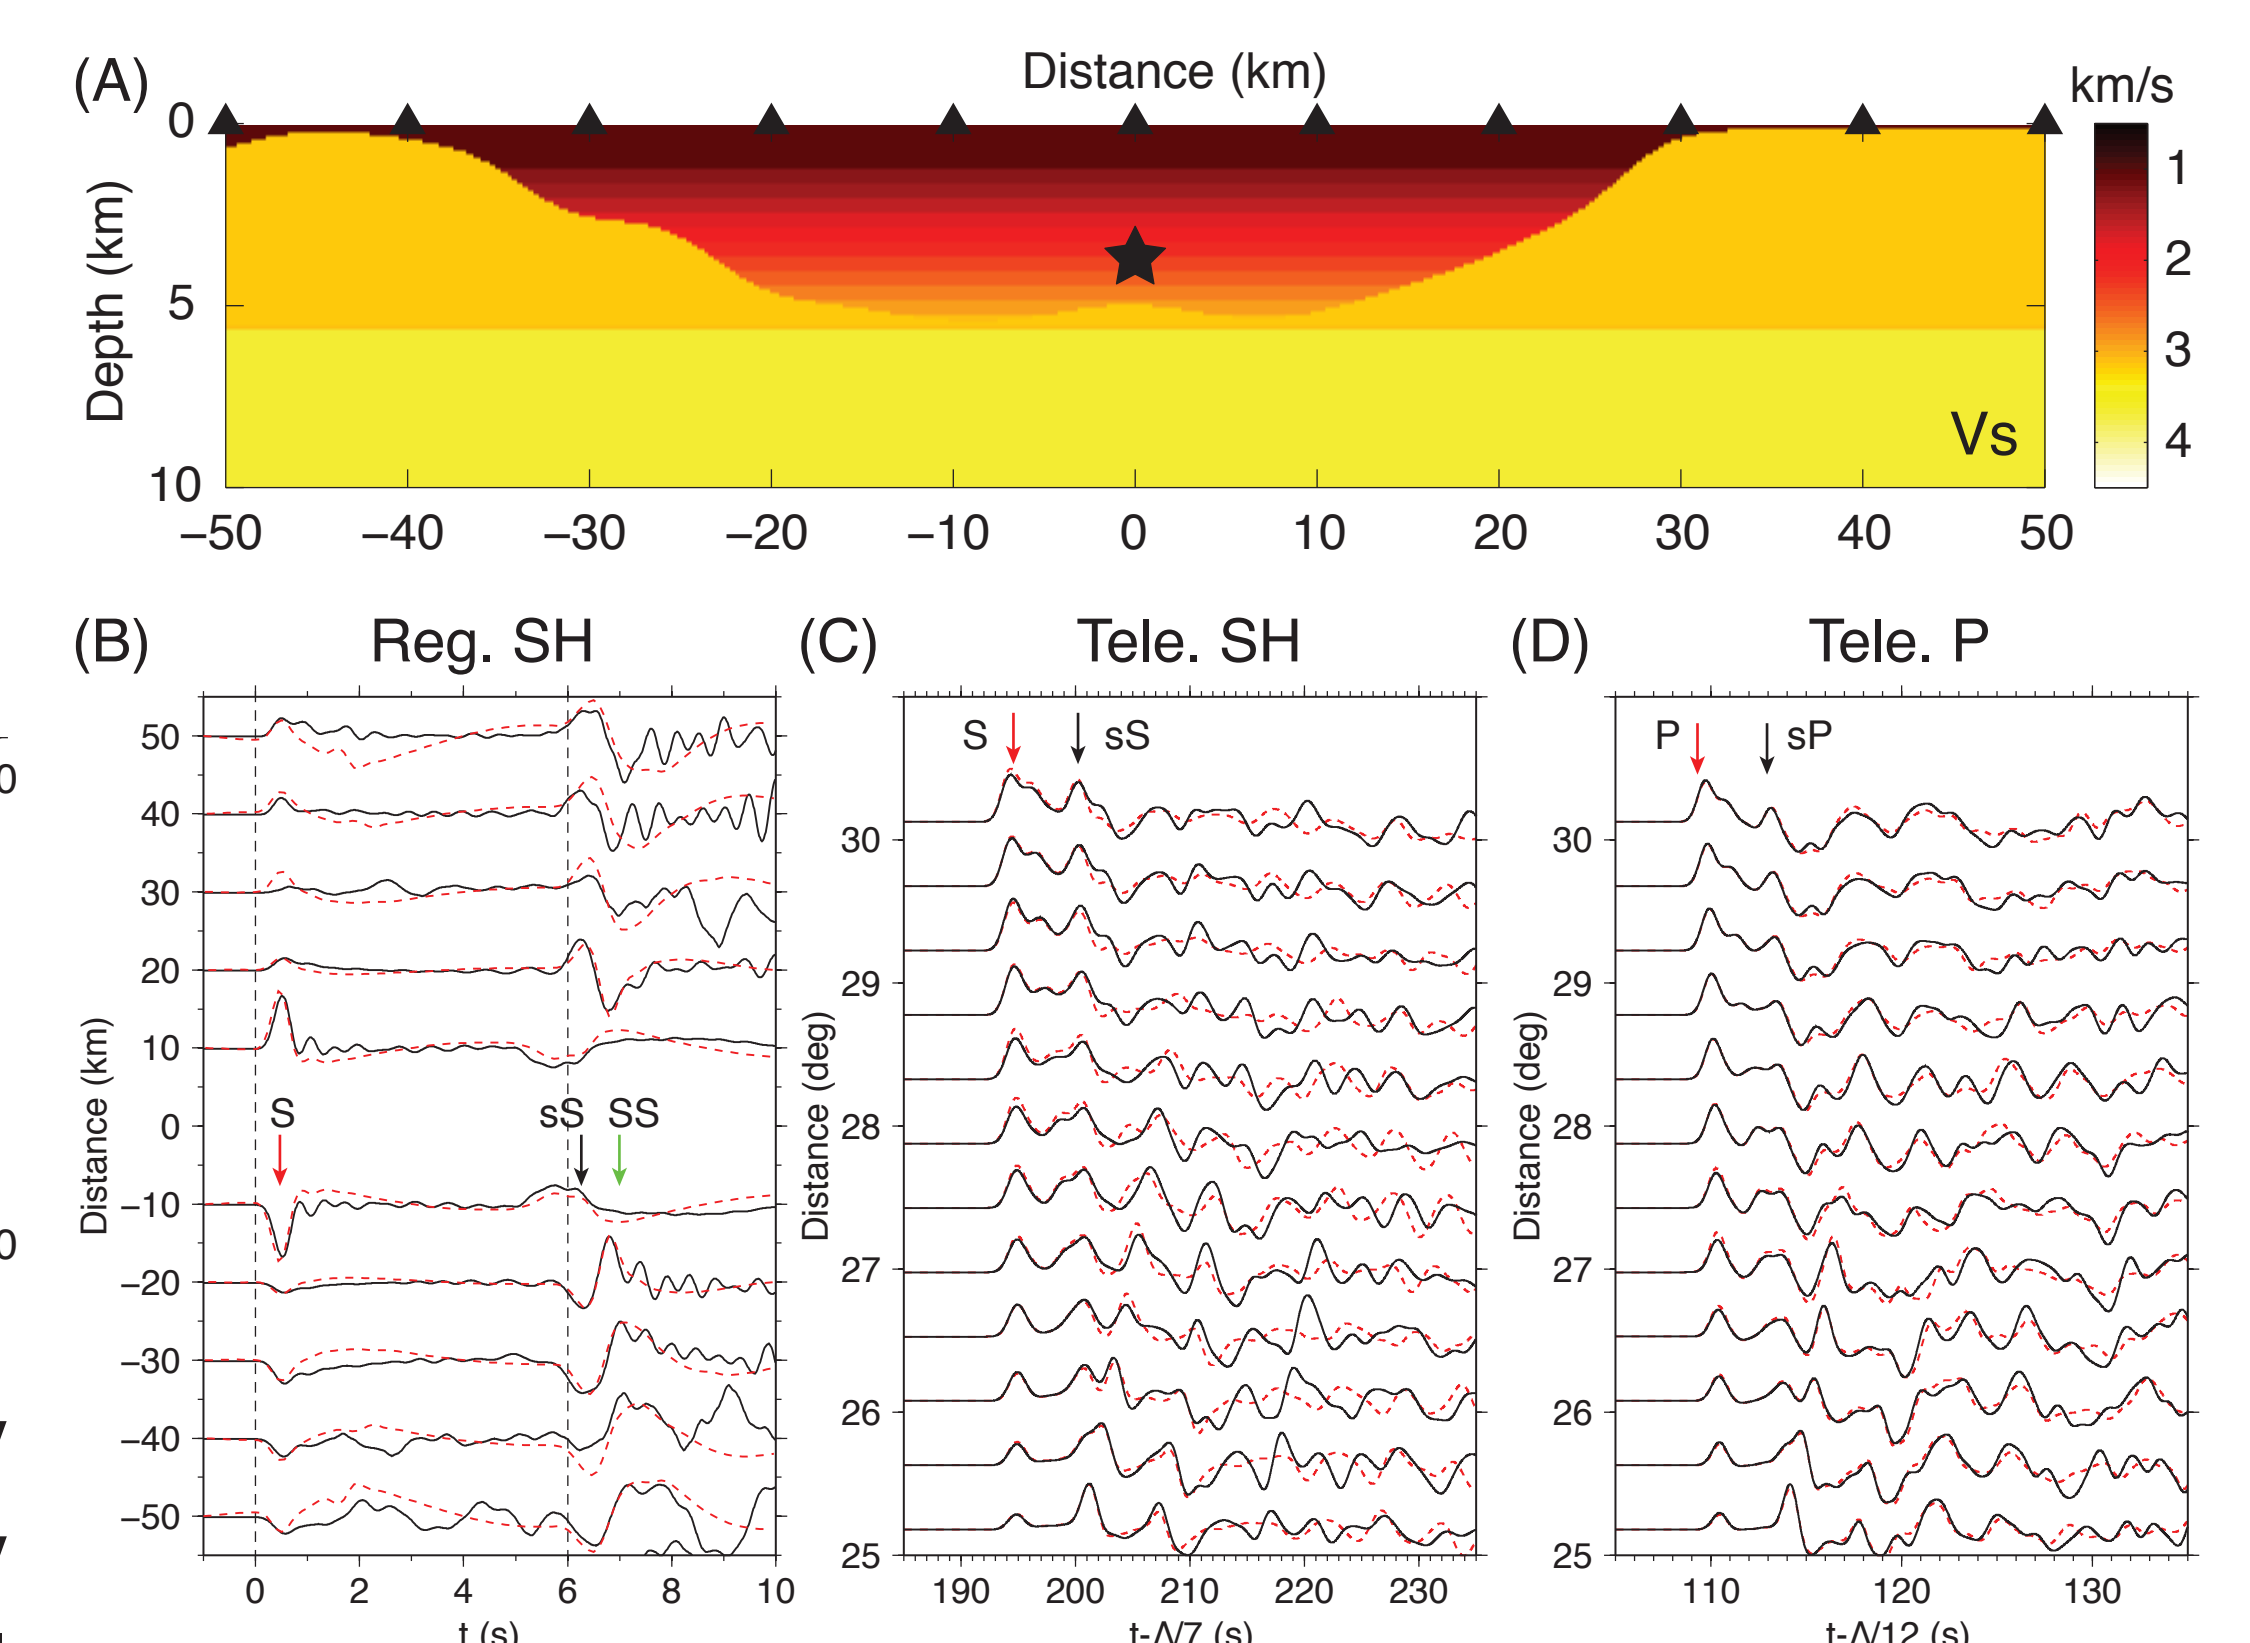 (A)
Distance (km)
km/s
0
5
10
Depth (km)
1
2
3
4
Vs
−50 −40 −30 −20 −10 0 10 20 30 40 50
(B) Reg. SH
50
40
30
20
10
0
−10
−20
−30
−40
−50
Distance (km)
S sS SS
0 2 4 6 8 10
t (s)
(C) Tele. SH
S sS
30
29
28
27
26
25
Distance (deg)
190 200 210 220 230
t-Δ/7 (s)
(D) Tele. P
P sP
30
29
28
27
26
25
Distance (deg)
110 120 130
t-Δ/12 (s)
0
0